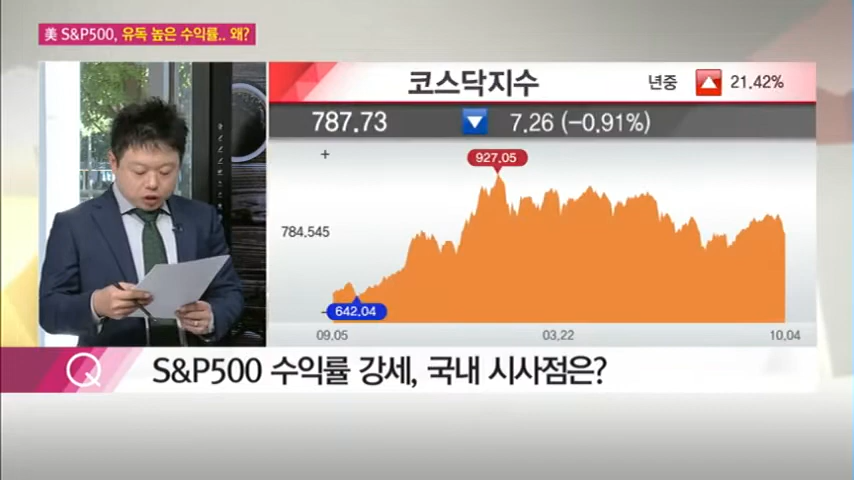 美 S&P500, 유독 높은 수익률.. 왜?
코스닥지수
년중 21.42%
787.73 7.26 (-0.91%)
+
927.05
784.545
-
642.04
09.05 03.22 10.04
Q S&P500 수익률 강세, 국내 시사점은?